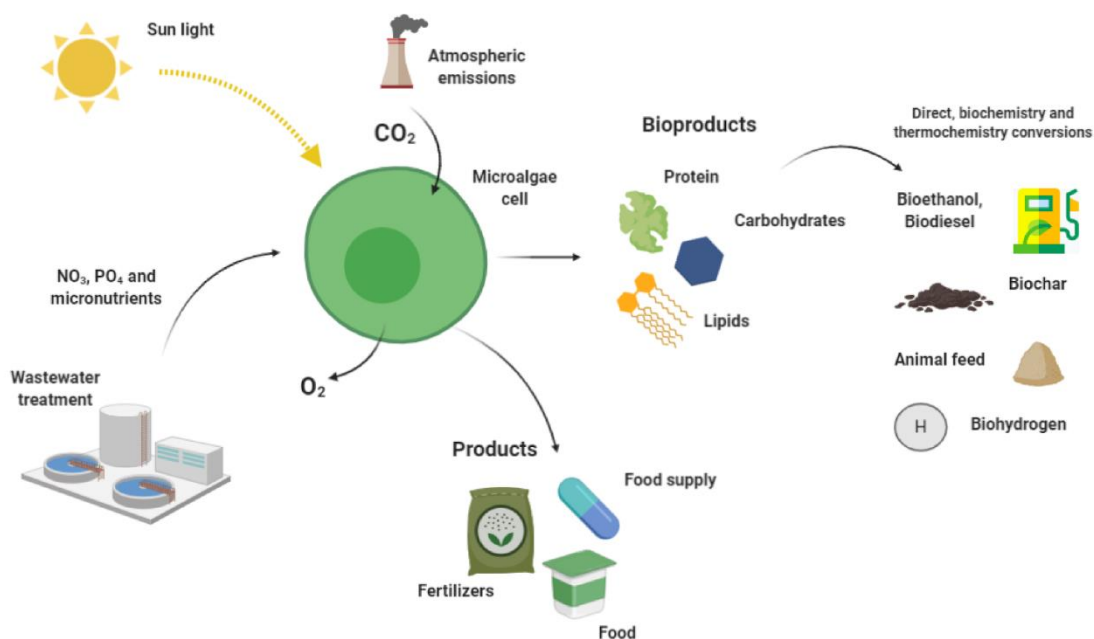 Sun light
Atmospheric
emissions
CO₂
Microalgae
cell
NO₃, PO₄ and
micronutrients
Wastewater
treatment
O₂
Bioproducts
Protein
Carbohydrates
Lipids
Direct, biochemistry and
thermochemistry conversions
Bioethanol,
Biodiesel
Biochar
Animal feed
H
Biohydrogen
Products
Food supply
Fertilizers
Food